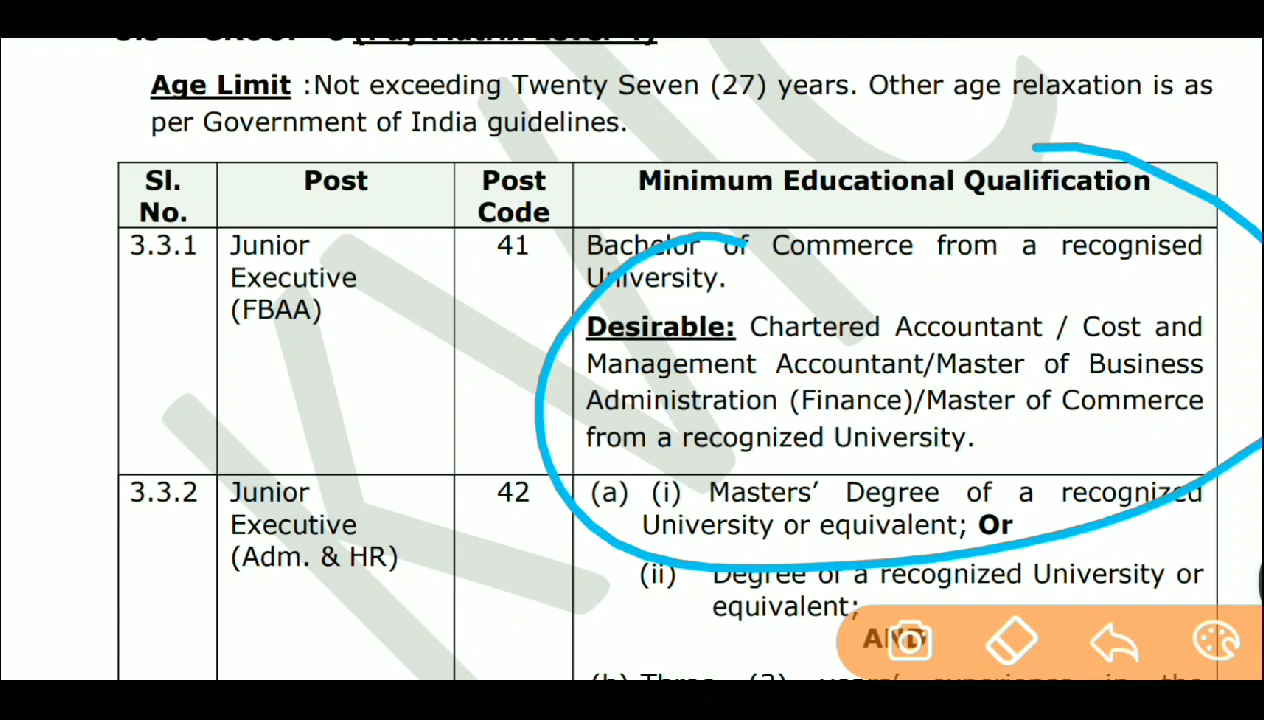 Age Limit :Not exceeding Twenty Seven (27) years. Other age relaxation is as
per Government of India guidelines.
Sl. No.
Post
Post Code
Minimum Educational Qualification
3.3.1
Junior
Executive
(FBAA)
41
Bachelor of Commerce from a recognised
University.
Desirable: Chartered Accountant / Cost and
Management Accountant/Master of Business
Administration (Finance)/Master of Commerce
from a recognized University.
3.3.2
Junior
Executive
(Adm. & HR)
42
(a) (i) Masters' Degree of a recognized
University or equivalent; Or
(ii) Degree of a recognized University or
equivalent;
AND
KVIC